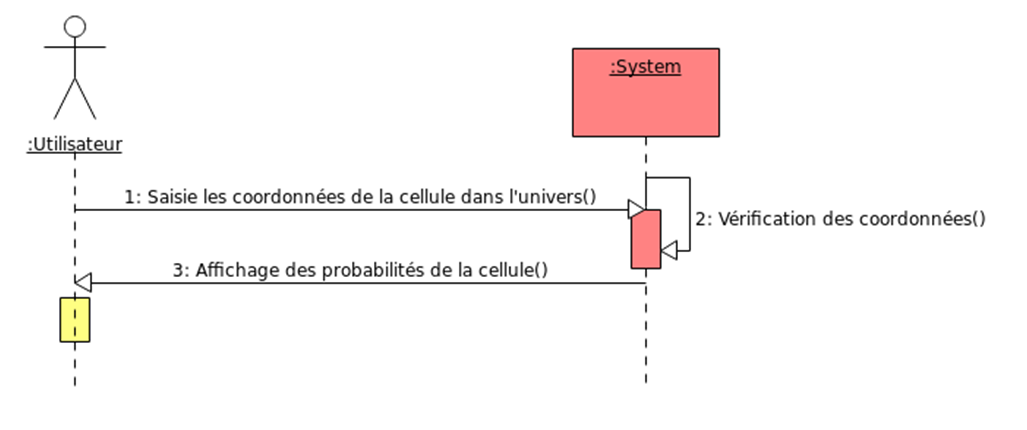 :System
:Utilisateur
1: Saisie les coordonnées de la cellule dans l'univers()
2: Vérification des coordonnées()
3: Affichage des probabilités de la cellule()